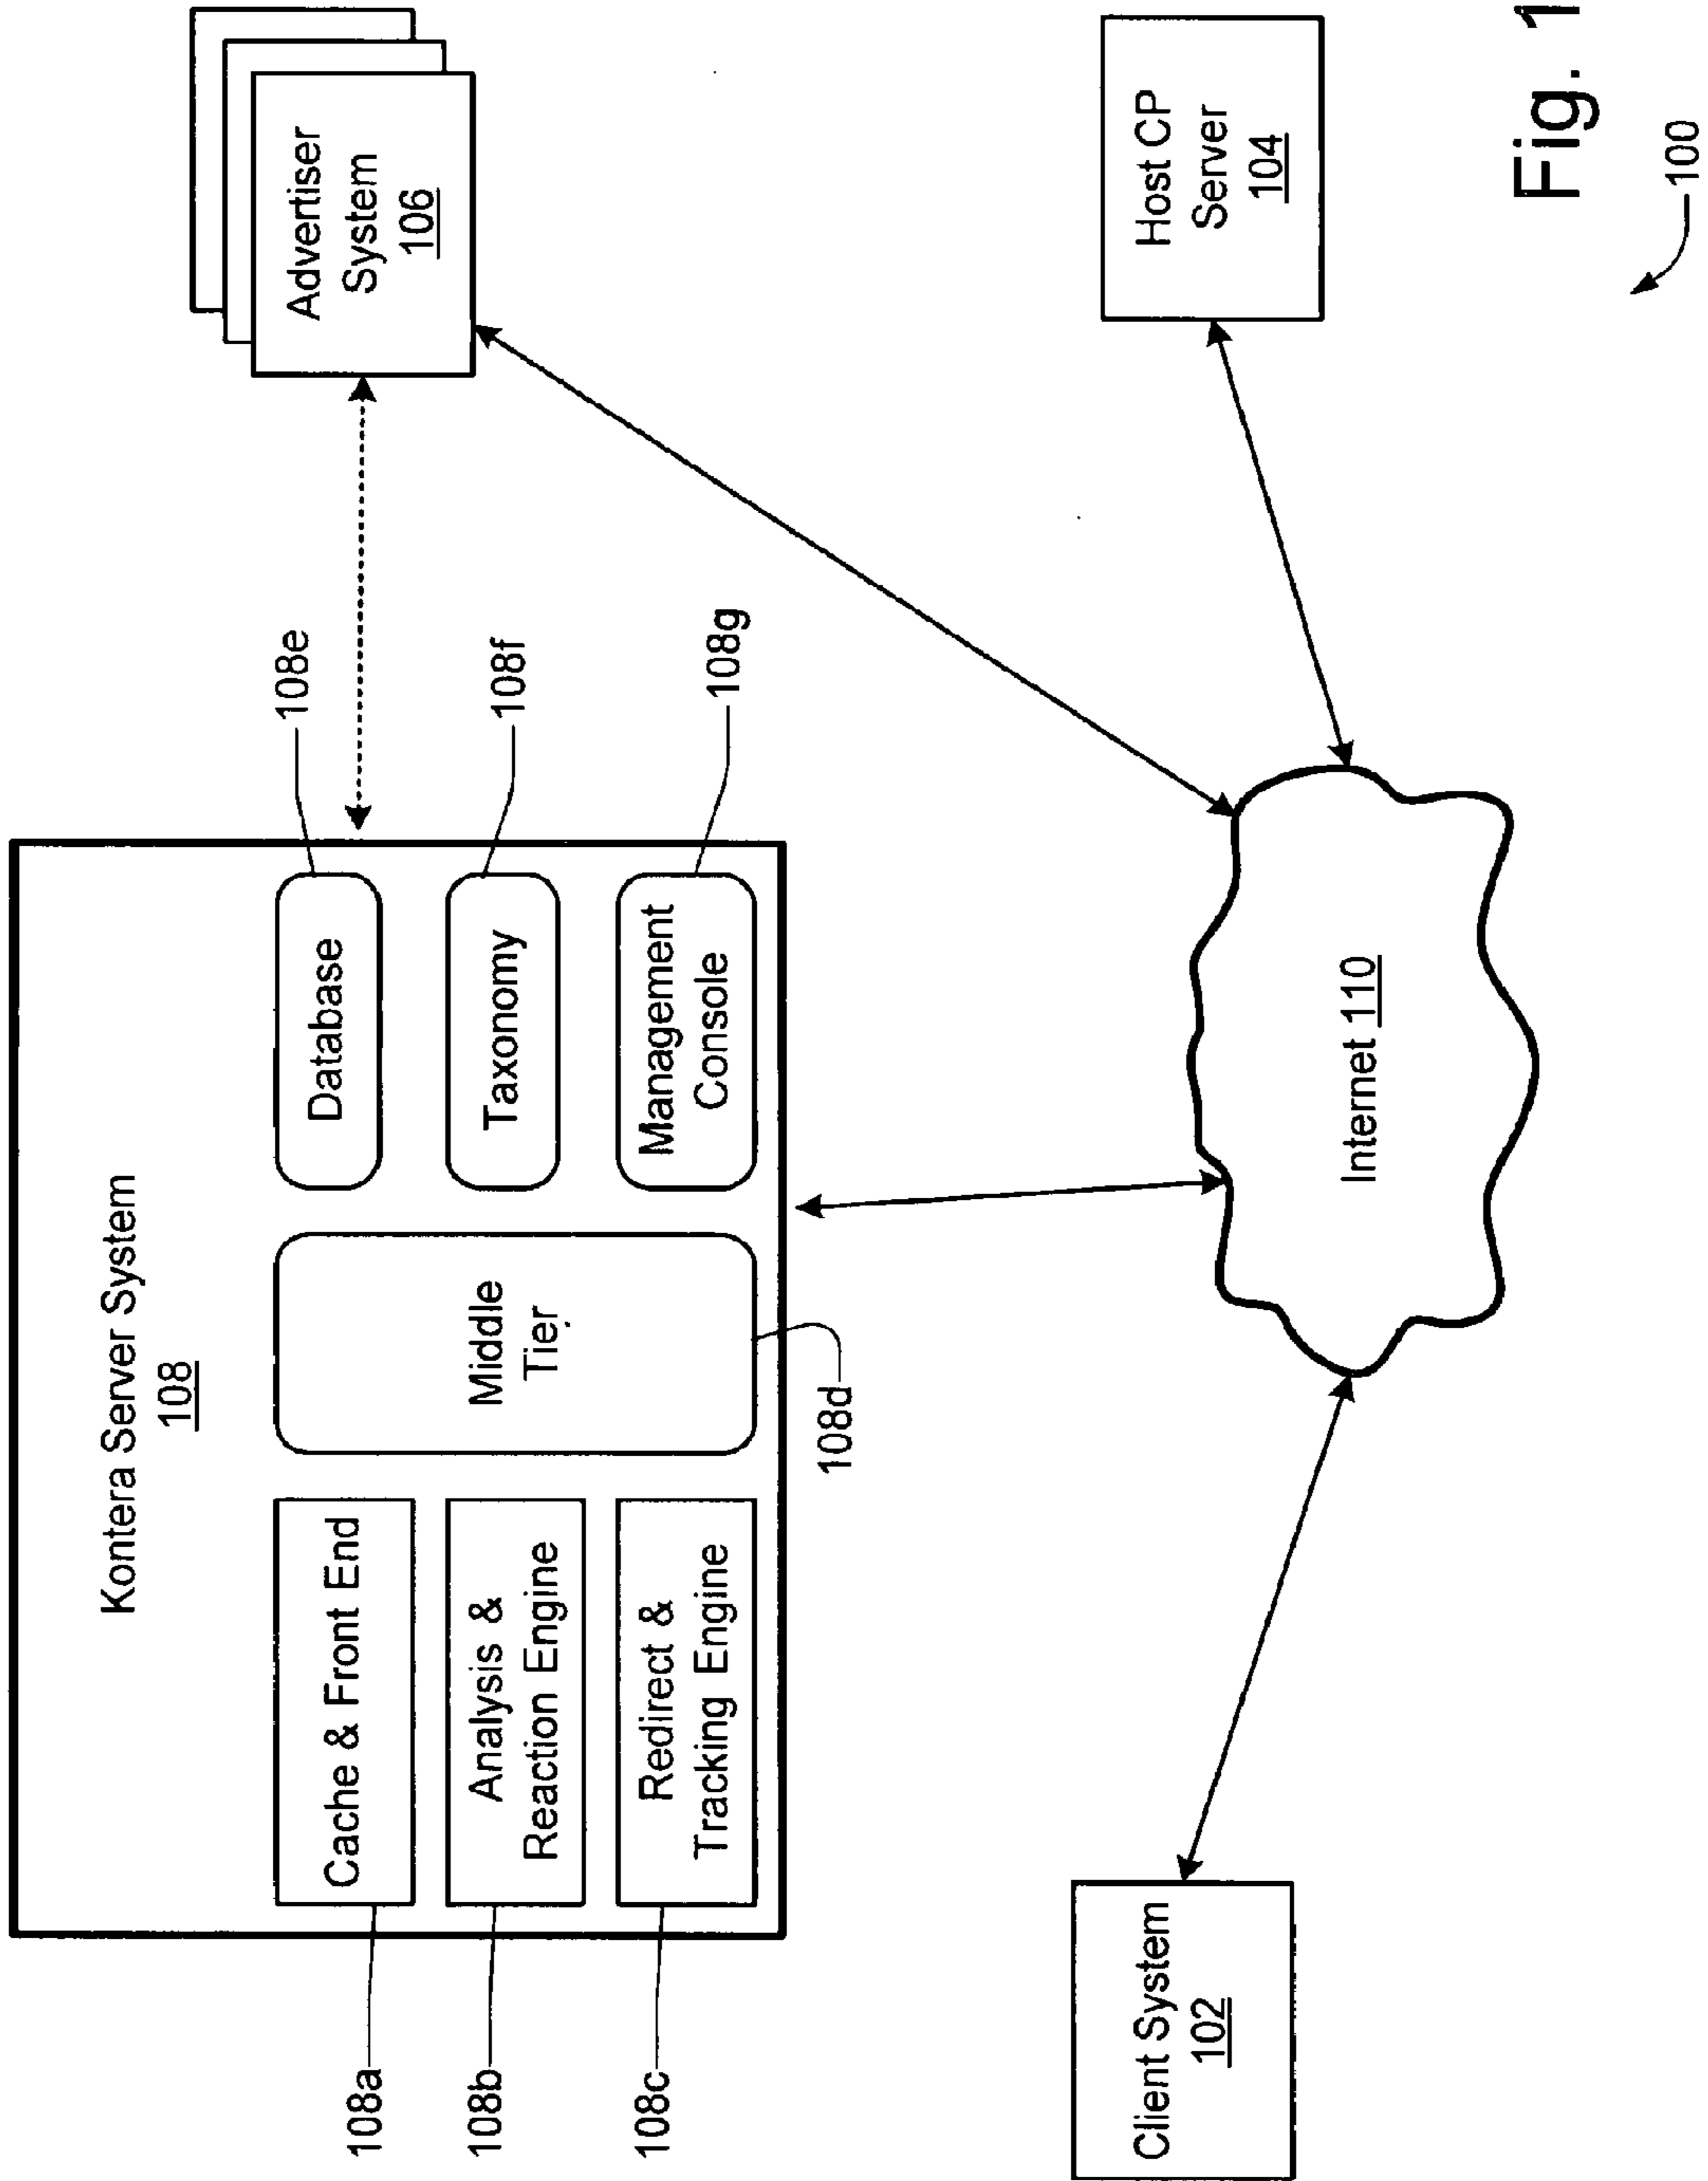 Kontera Server System
108
Cache & Front End
Analysis &
Reaction Engine
Redirect &
Tracking Engine
Middle
Tier
Database
Taxonomy
Management
Console
108a
108b
108c
108d
108e
108f
108g
Advertiser
System
106
Client System
102
Internet 110
Host CP
Server
104
Fig. 1
100